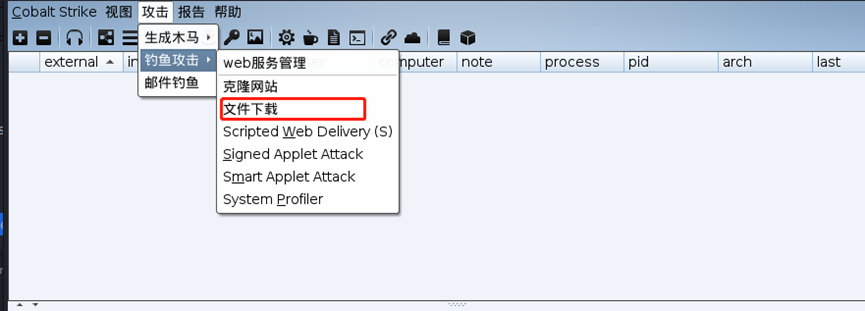 Cobalt Strike 视图 攻击 报告 帮助
生成木马
钓鱼攻击
邮件钓鱼
web服务管理
克隆网站
文件下载
Scripted Web Delivery (S)
Signed Applet Attack
Smart Applet Attack
System Profiler
external in computer note process pid arch last